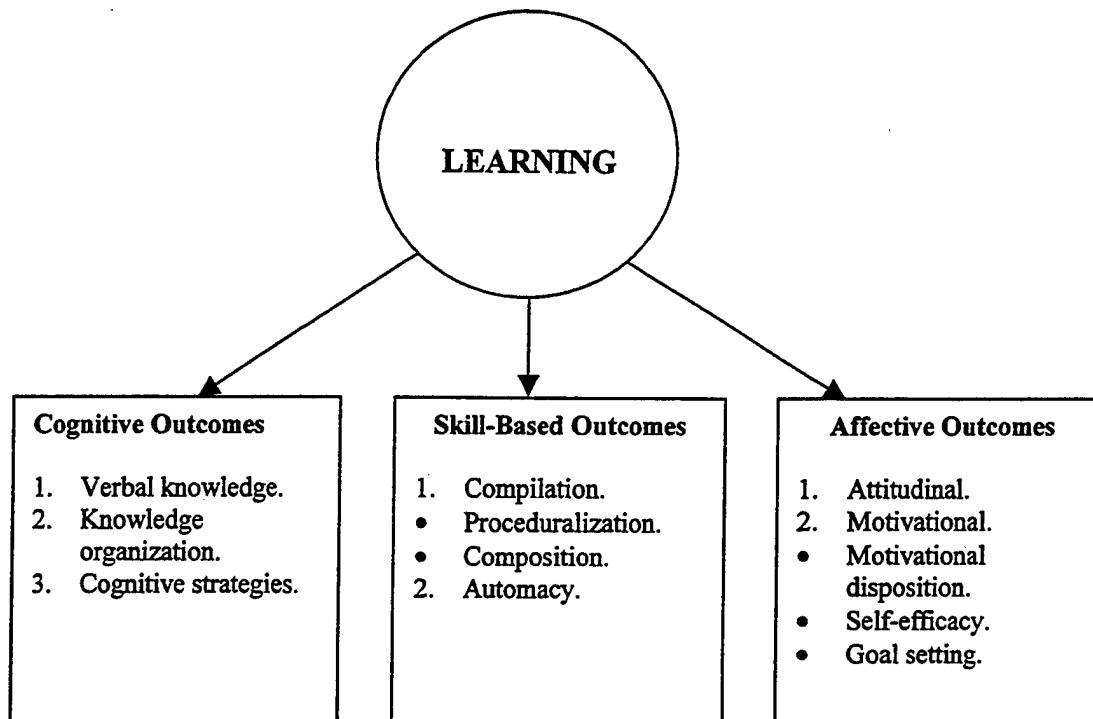 LEARNING
Cognitive Outcomes
1. Verbal knowledge.
2. Knowledge
organization.
3. Cognitive strategies.
Skill-Based Outcomes
1. Compilation.
• Proceduralization.
• Composition.
2. Automacy.
Affective Outcomes
1. Attitudinal.
2. Motivational.
• Motivational
disposition.
• Self-efficacy.
• Goal setting.